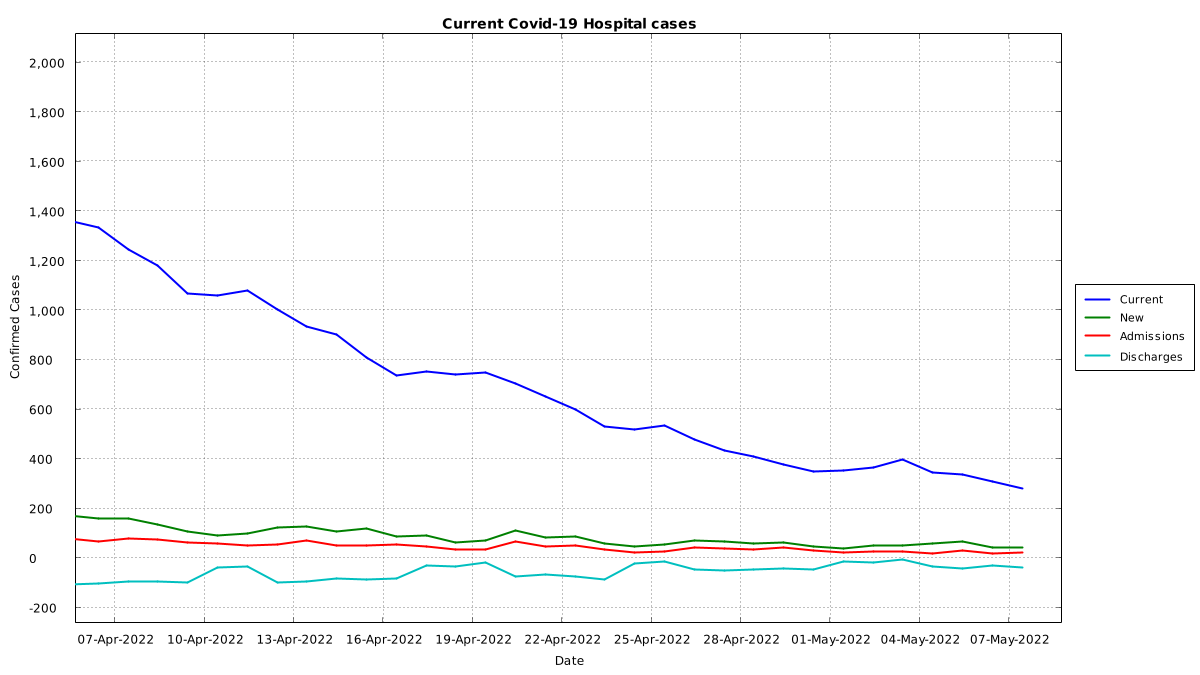 Current Covid-19 Hospital cases
2,000
1,800
1,600
1,400
1,200
1,000
800
600
400
200
0
-200
Confirmed Cases
07-Apr-2022 10-Apr-2022 13-Apr-2022 16-Apr-2022 19-Apr-2022 22-Apr-2022 25-Apr-2022 28-Apr-2022 01-May-2022 04-May-2022 07-May-2022
Date
Current
New
Admissions
Discharges